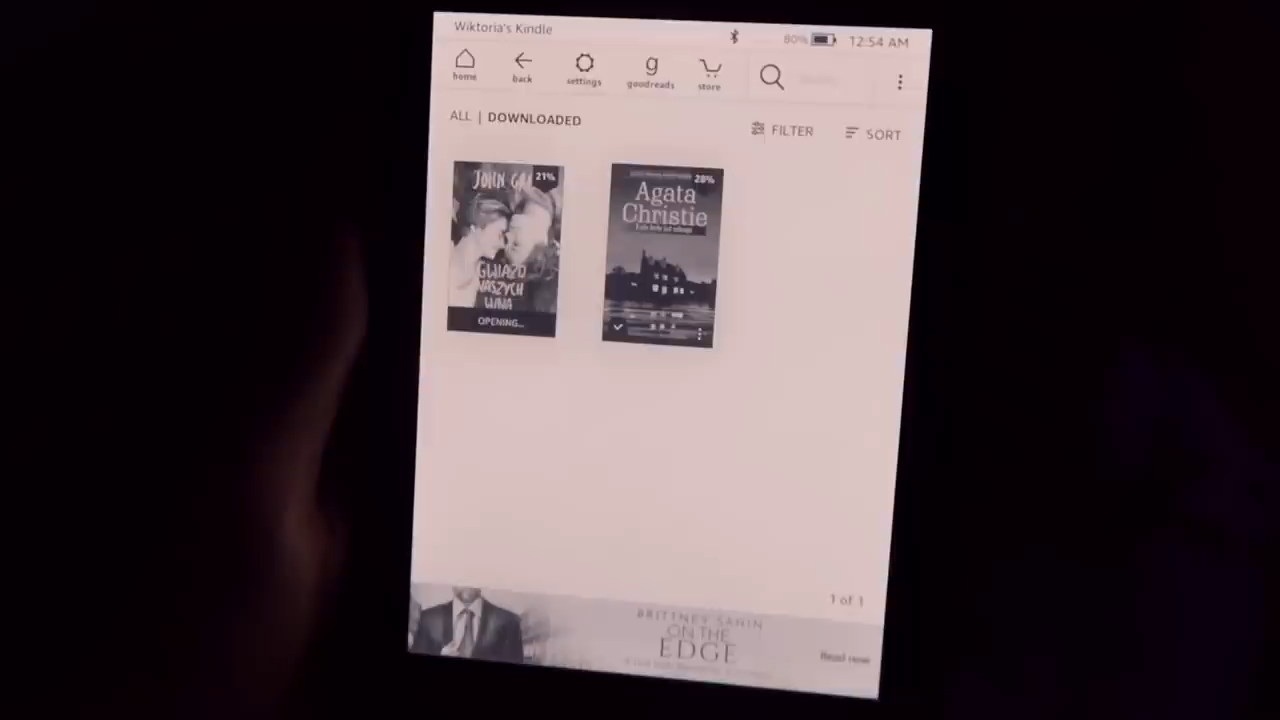 Wiktoria's Kindle
80% 12:54 AM
home back settings goodreads store
ALL | DOWNLOADED
FILTER SORT
JOHN
21%
GWIAZD
NASZYCH
WINA
OPENING...
28%
Agata
Christie
1 of 1
BRITTNEY SAHIN
ON THE
EDGE
Read now